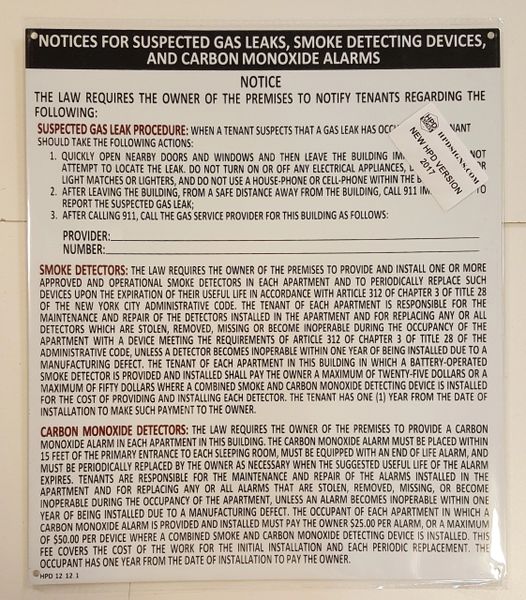 NOTICES FOR SUSPECTED GAS LEAKS, SMOKE DETECTING DEVICES,
AND CARBON MONOXIDE ALARMS
NOTICE
THE LAW REQUIRES THE OWNER OF THE PREMISES TO NOTIFY TENANTS REGARDING THE
FOLLOWING:
SUSPECTED GAS LEAK PROCEDURE: WHEN A TENANT SUSPECTS THAT A GAS LEAK HAS
SHOULD TAKE THE FOLLOWING ACTIONS:
1. QUICKLY OPEN NEARBY DOORS AND WINDOWS AND THEN LEAVE THE BUILDING NOT
ATTEMPT TO LOCATE THE LEAK. DO NOT TURN ON OR OFF ANY ELECTRICAL APPLIANCES, OR
LIGHT MATCHES OR LIGHTERS, AND DO NOT USE A HOUSE-PHONE OR CELL-PHONE WITHIN THE
2. AFTER LEAVING THE BUILDING, FROM A SAFE DISTANCE AWAY FROM THE BUILDING, CALL 911 TO
REPORT THE SUSPECTED GAS LEAK;
3. AFTER CALLING 911, CALL THE GAS SERVICE PROVIDER FOR THIS BUILDING AS FOLLOWS:
PROVIDER:
NUMBER:
HPD
SIGNS
HPDSIGNS.COM
NEW HPD VERSION
2017
SMOKE DETECTORS: THE LAW REQUIRES THE OWNER OF THE PREMISES TO PROVIDE AND INSTALL ONE OR MORE
APPROVED AND OPERATIONAL SMOKE DETECTORS IN EACH APARTMENT AND TO PERIODICALLY REPLACE SUCH
DEVICES UPON THE EXPIRATION OF THEIR USEFUL LIFE IN ACCORDANCE WITH ARTICLE 312 OF CHAPTER 3 OF TITLE 28
OF THE NEW YORK CITY ADMINISTRATIVE CODE. THE TENANT OF EACH APARTMENT IS RESPONSIBLE FOR THE
MAINTENANCE AND REPAIR OF THE DETECTORS INSTALLED IN THE APARTMENT AND FOR REPLACING ANY OR ALL
DETECTORS WHICH ARE STOLEN, REMOVED, MISSING OR BECOME INOPERABLE DURING THE OCCUPANCY OF THE
APARTMENT WITH A DEVICE MEETING THE REQUIREMENTS OF ARTICLE 312 OF CHAPTER 3 OF TITLE 28 OF THE
ADMINISTRATIVE CODE, UNLESS A DETECTOR BECOMES INOPERABLE WITHIN ONE YEAR OF BEING INSTALLED DUE TO A
MANUFACTURING DEFECT. THE TENANT OF EACH APARTMENT IN THIS BUILDING IN WHICH A BATTERY-OPERATED
SMOKE DETECTOR IS PROVIDED AND INSTALLED SHALL PAY THE OWNER A MAXIMUM OF TWENTY-FIVE DOLLARS OR A
MAXIMUM OF FIFTY DOLLARS WHERE A COMBINED SMOKE AND CARBON MONOXIDE DETECTING DEVICE IS INSTALLED
FOR THE COST OF PROVIDING AND INSTALLING EACH DETECTOR. THE TENANT HAS ONE (1) YEAR FROM THE DATE OF
INSTALLATION TO MAKE SUCH PAYMENT TO THE OWNER.
CARBON MONOXIDE DETECTORS: THE LAW REQUIRES THE OWNER OF THE PREMISES TO PROVIDE A CARBON
MONOXIDE ALARM IN EACH APARTMENT IN THIS BUILDING. THE CARBON MONOXIDE ALARM MUST BE PLACED WITHIN
15 FEET OF THE PRIMARY ENTRANCE TO EACH SLEEPING ROOM, MUST BE EQUIPPED WITH AN END OF LIFE ALARM, AND
MUST BE PERIODICALLY REPLACED BY THE OWNER AS NECESSARY WHEN THE SUGGESTED USEFUL LIFE OF THE ALARM
EXPIRES. TENANTS ARE RESPONSIBLE FOR THE MAINTENANCE AND REPAIR OF THE ALARMS INSTALLED IN THE
APARTMENT AND FOR REPLACING ANY OR ALL ALARMS THAT ARE STOLEN, REMOVED, MISSING, OR BECOME
INOPERABLE DURING THE OCCUPANCY OF THE APARTMENT, UNLESS AN ALARM BECOMES INOPERABLE WITHIN ONE
YEAR OF BEING INSTALLED DUE TO A MANUFACTURING DEFECT. THE OCCUPANT OF EACH APARTMENT IN WHICH A
CARBON MONOXIDE ALARM IS PROVIDED AND INSTALLED MUST PAY THE OWNER $25.00 PER ALARM, OR A MAXIMUM
OF $50.00 PER DEVICE WHERE A COMBINED SMOKE AND CARBON MONOXIDE DETECTING DEVICE IS INSTALLED. THIS
FEE COVERS THE COST OF THE WORK FOR THE INITIAL INSTALLATION AND EACH PERIODIC REPLACEMENT. THE
OCCUPANT HAS ONE YEAR FROM THE DATE OF INSTALLATION TO PAY THE OWNER.
HPD 12 12 1